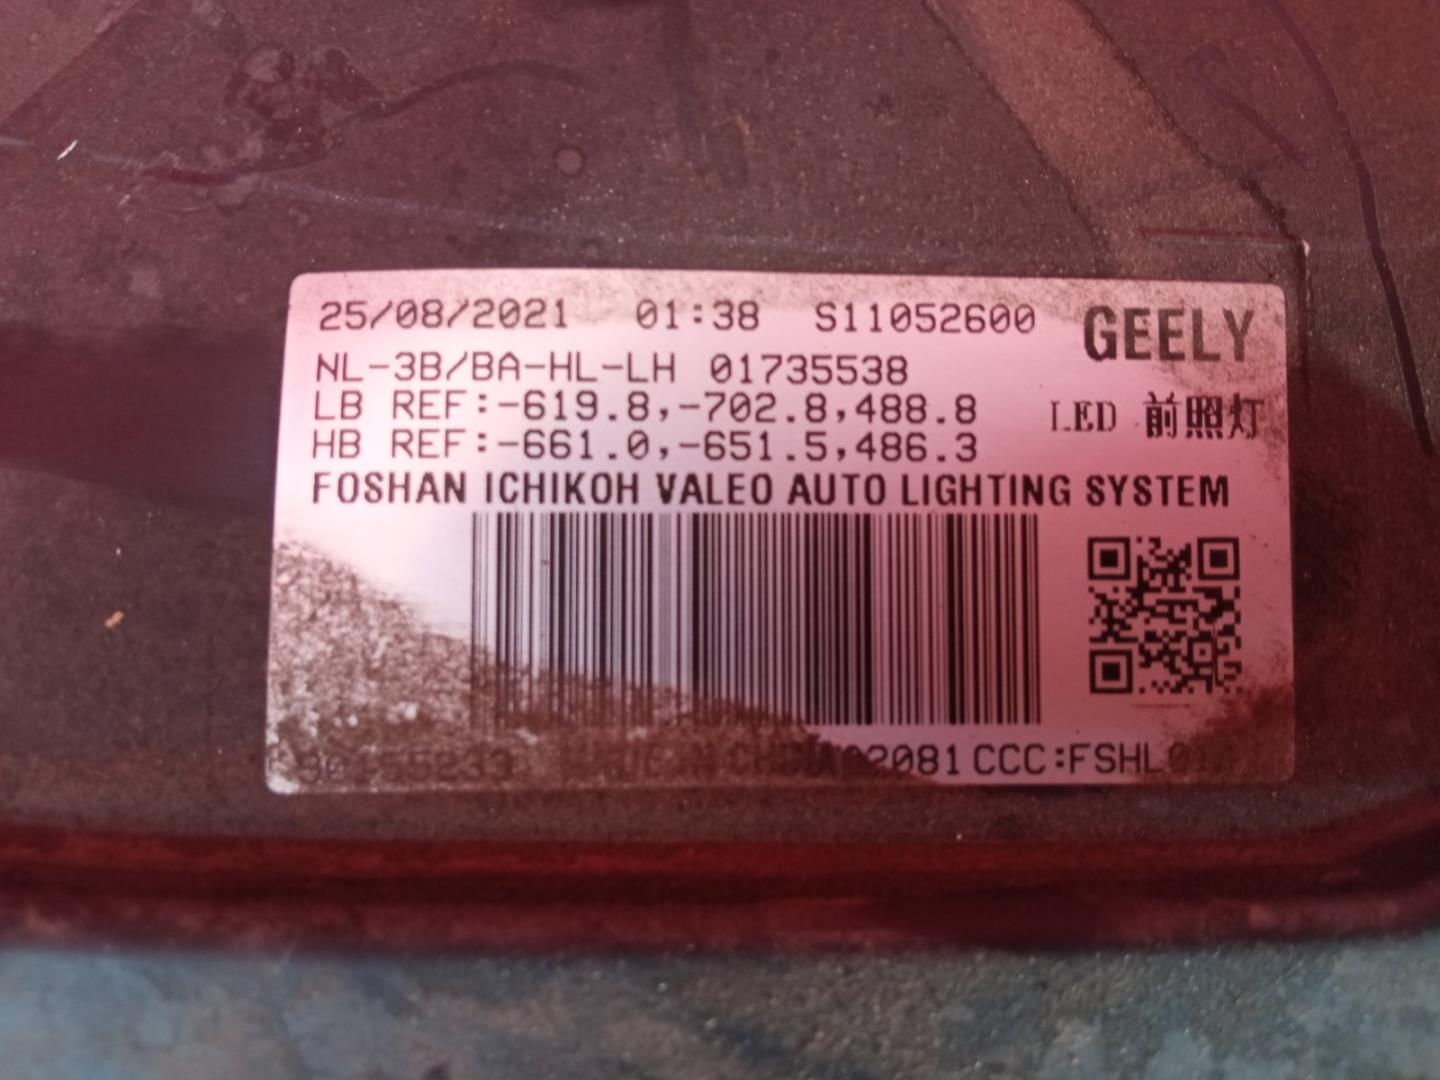 25/08/2021 01:38 S11052600 GEELY
NL-3B/BA-HL-LH 01735538
LB REF:-619.8,-702.8,488.8 LED 前照灯
HB REF:-661.0,-651.5,486.3
FOSHAN ICHIKOH VALEO AUTO LIGHTING SYSTEM
CCC: